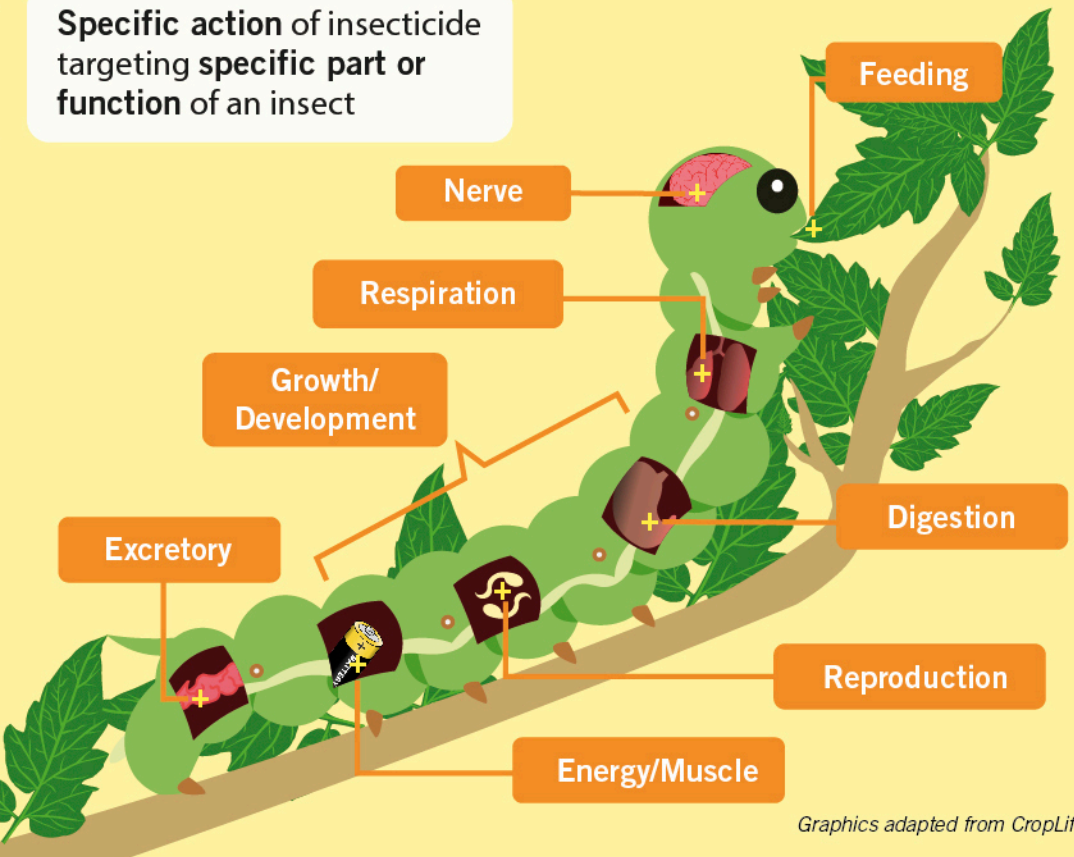 Specific action of insecticide
targeting specific part or
function of an insect
Feeding
Nerve
Respiration
Growth/
Development
Digestion
Excretory
Reproduction
Energy/Muscle
BATTERY
Graphics adapted from CropLif